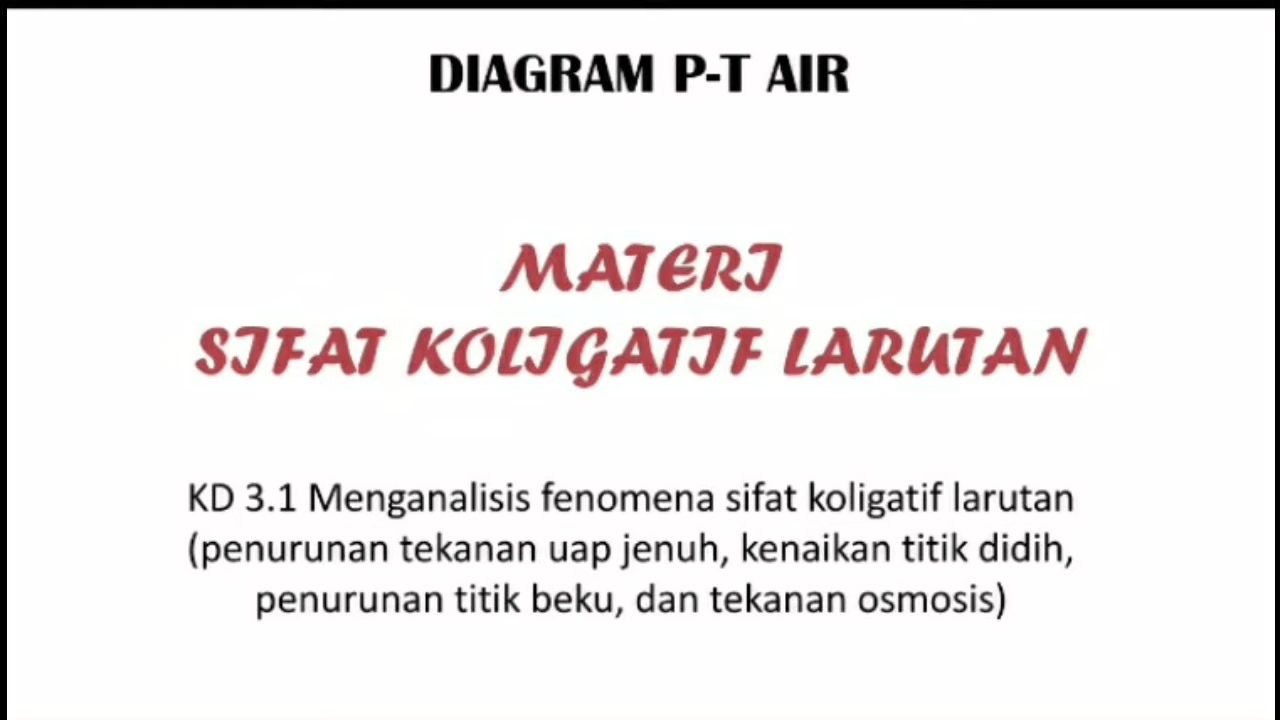 DIAGRAM P-T AIR
MATERI
SIFAT KOLIGATIF LARUTAN
KD 3.1 Menganalisis fenomena sifat koligatif larutan
(penurunan tekanan uap jenuh, kenaikan titik didih,
penurunan titik beku, dan tekanan osmosis)